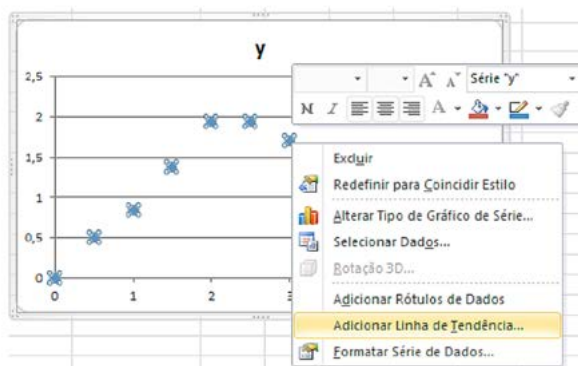 y
2,5
2
1,5
1
0,5
0
0
1
2
3
A A Série "y"
N I A
Excluir
Redefinir para Coincidir Estilo
Alterar Tipo de Gráfico de Série...
Selecionar Dados...
Rotação 3D...
Adicionar Rótulos de Dados
Adicionar Linha de Tendência...
Formatar Série de Dados...